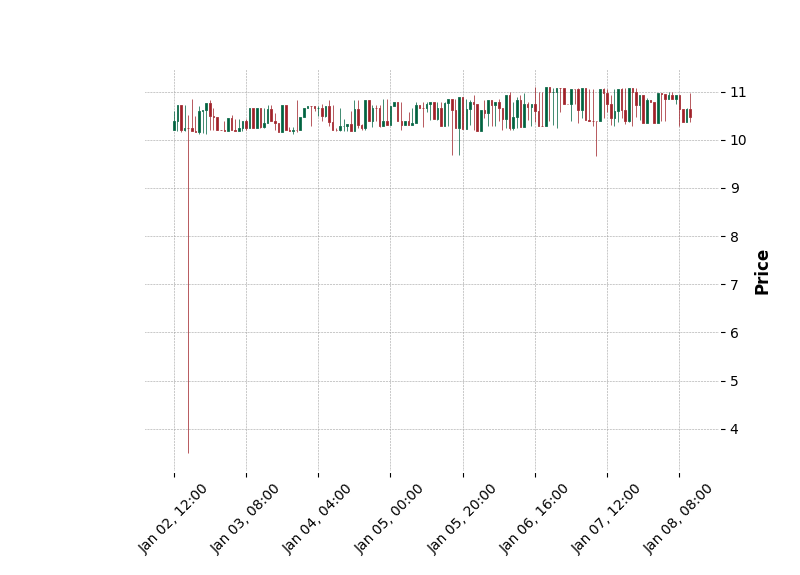 11
10
9
8
7
6
5
4
Price
Jan 02, 12:00
Jan 03, 08:00
Jan 04, 04:00
Jan 05, 00:00
Jan 05, 20:00
Jan 06, 16:00
Jan 07, 12:00
Jan 08, 08:00